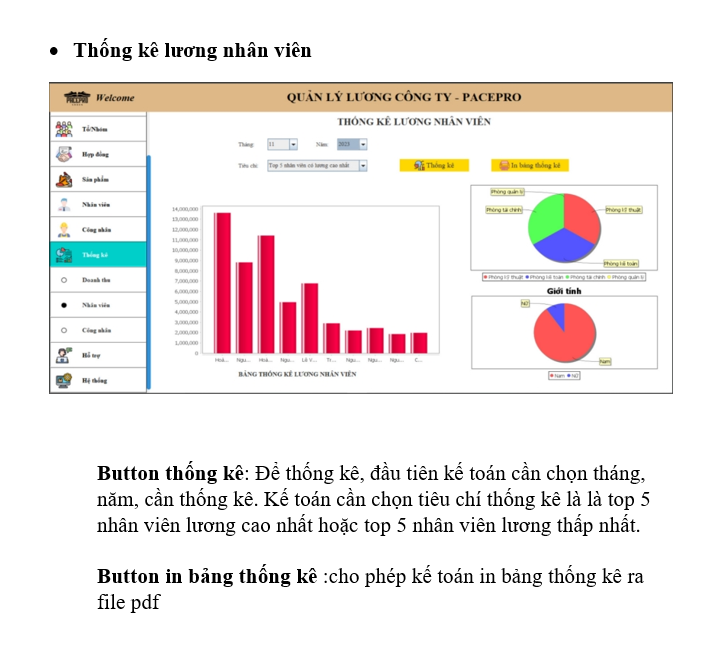 • Thống kê lương nhân viên
PACEPRO Welcome
QUẢN LÝ LƯƠNG CÔNG TY - PACEPRO
Tổ/Nhóm
Hợp đồng
Sản phẩm
Nhân viên
Công nhân
Thống kê
Doanh thu
Nhân viên
Công nhân
Hỗ trợ
Hệ thống
THỐNG KÊ LƯƠNG NHÂN VIÊN
Tháng 11 Năm 2023
Tiêu chí Top 5 nhân viên có lương cao nhất Thống kê In bảng thống kê
14,000,000
13,000,000
12,000,000
11,000,000
10,000,000
9,000,000
8,000,000
7,000,000
6,000,000
5,000,000
4,000,000
3,000,000
2,000,000
1,000,000
0
Hoà... Ngu... Hoà... Ngu... Lê V... Tr... Ngu... Ngu... Ngu... C...
BẢNG THỐNG KÊ LƯƠNG NHÂN VIÊN
Phòng quản lí
Phòng tài chính
Phòng kĩ thuật
Phòng kế toán
Phòng kĩ thuật Phòng kế toán Phòng tài chính Phòng quản lí
Giới tính
Nữ
Nam
Nam Nữ
Button thống kê: Để thống kê, đầu tiên kế toán cần chọn tháng,
năm, cần thống kê. Kế toán cần chọn tiêu chí thống kê là là top 5
nhân viên lương cao nhất hoặc top 5 nhân viên lương thấp nhất.
Button in bảng thống kê :cho phép kế toán in bảng thống kê ra
file pdf